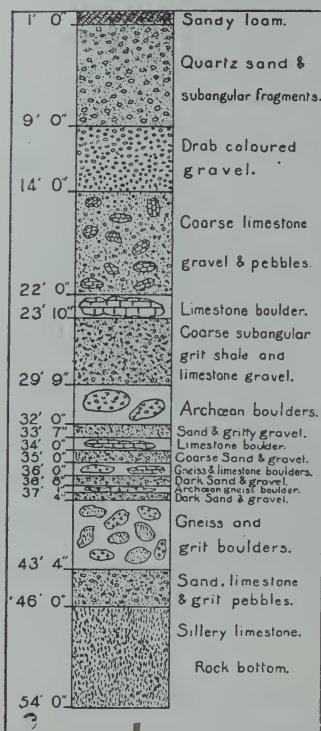 Sandy loam.
1' 0"
Quartz sand &
subangular fragments.
9' 0"
Drab coloured
gravel.
14' 0"
Coarse limestone
gravel & pebbles.
22' 0"
Limestone boulder.
23' 10"
Coarse subangular
grit shale and
limestone gravel.
29' 9"
Archæan boulders.
32' 0"
Sand & gritty gravel.
33' 7"
Limestone boulder.
34' 0"
Coarse Sand & gravel.
35' 0"
Gneiss & limestone boulders.
36' 0"
Dark Sand & gravel.
36' 8"
Archæan gneiss boulder.
37'
Dark Sand & gravel.
4"
Gneiss and
grit boulders.
43' 4"
Sand, limestone
& grit pebbles.
46' 0"
Sillery limestone.
Rock bottom.
54' 0"